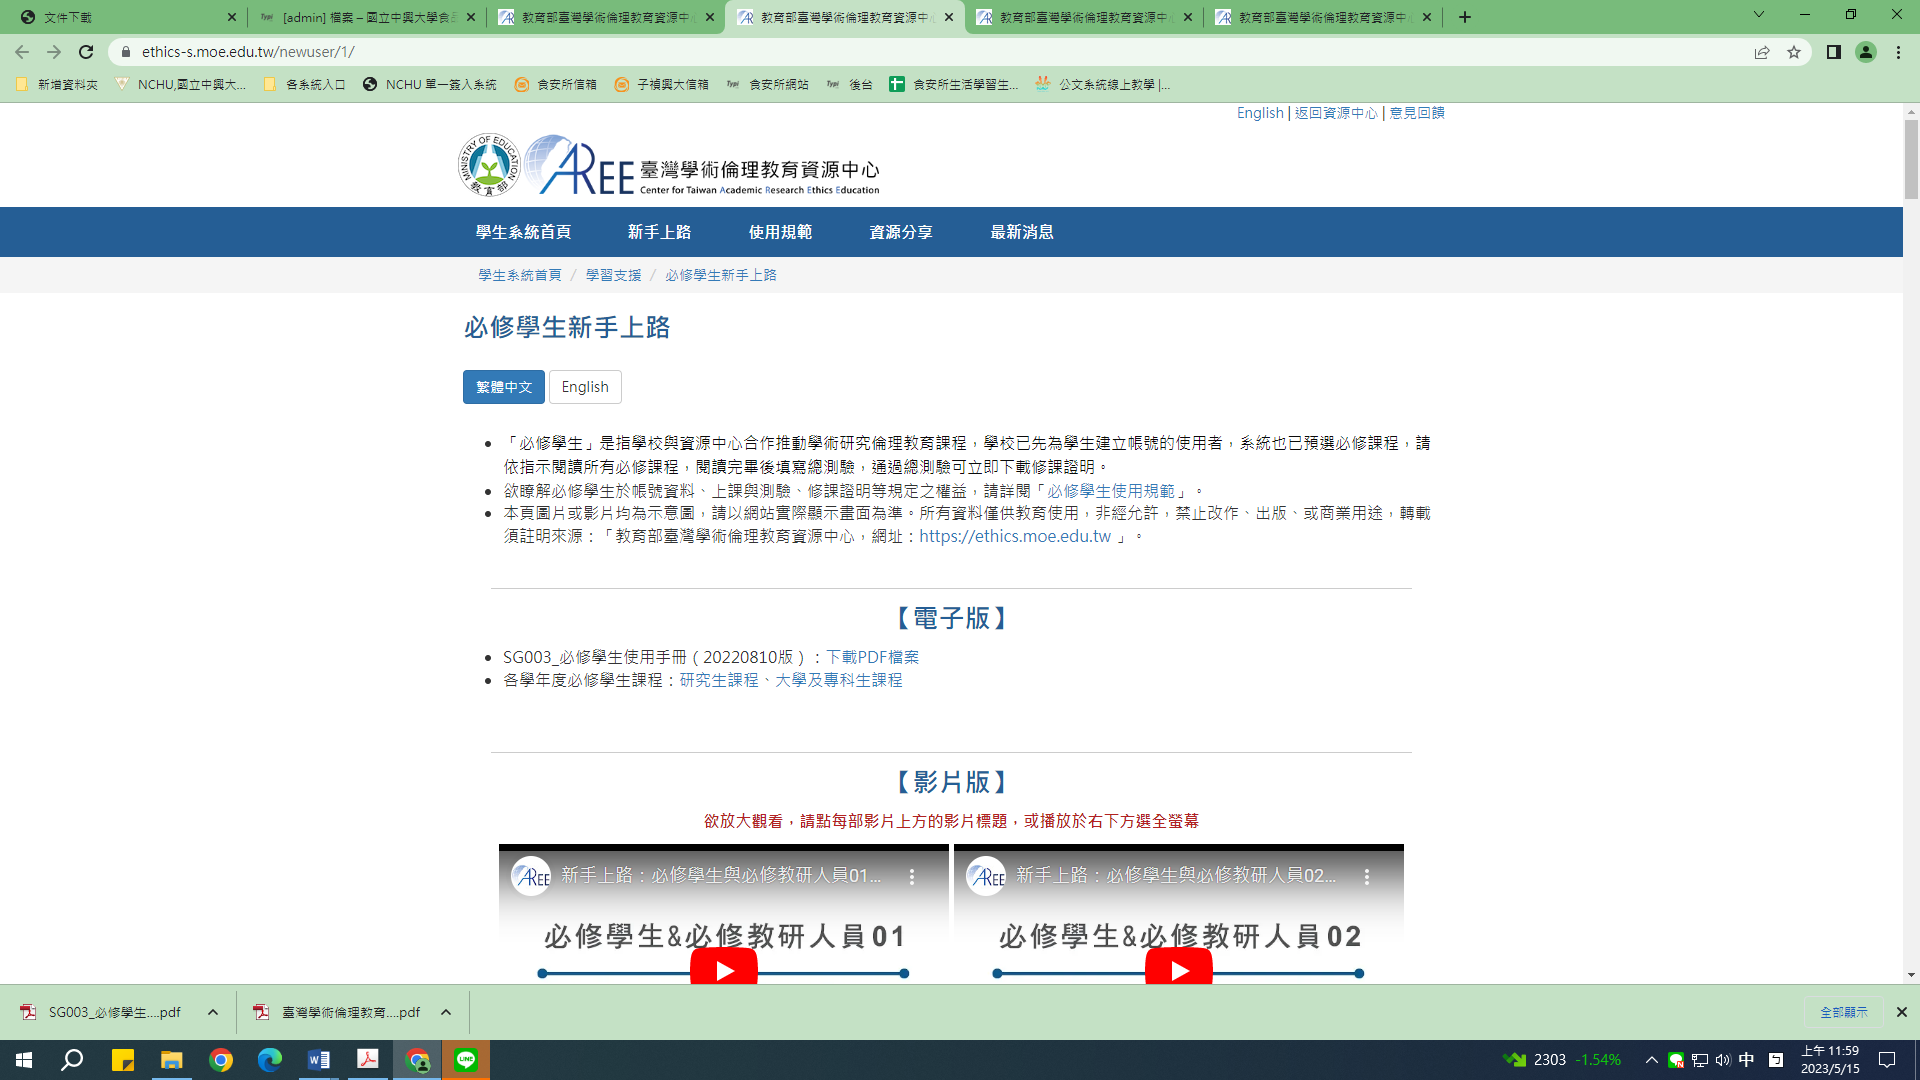 文件下載
[admin] 檔案 – 國立中興大學食品
教育部臺灣學術倫理教育資源中心
教育部臺灣學術倫理教育資源中心
教育部臺灣學術倫理教育資源中心
教育部臺灣學術倫理教育資源中心
ethics-s.moe.edu.tw/newuser/1/
新增資料夾
NCHU,國立中興大...
各系統入口
NCHU 單一簽入系統
食安所信箱
子禎興大信箱
食安所網站
後台
食安所生活學習生...
公文系統線上教學 |...
English | 返回資源中心 | 意見回饋
MINISTRY OF EDUCATION
教育部
AREE 臺灣學術倫理教育資源中心
Center for Taiwan Academic Research Ethics Education
學生系統首頁 新手上路 使用規範 資源分享 最新消息
學生系統首頁 / 學習支援 / 必修學生新手上路
必修學生新手上路
繁體中文 English
「必修學生」是指學校與資源中心合作推動學術研究倫理教育課程，學校已先為學生建立帳號的使用者，系統也已預選必修課程，請
依指示閱讀所有必修課程，閱讀完畢後填寫總測驗，通過總測驗可立即下載修課證明。
欲瞭解必修學生於帳號資料、上課與測驗、修課證明等規定之權益，請詳閱「必修學生使用規範」。
本頁圖片或影片均為示意圖，請以網站實際顯示畫面為準。所有資料僅供教育使用，非經允許，禁止改作、出版、或商業用途，轉載
須註明來源：「教育部臺灣學術倫理教育資源中心，網址：https://ethics.moe.edu.tw 」。
【電子版】
SG003_必修學生使用手冊（20220810版）：下載PDF檔案
各學年度必修學生課程：研究生課程、大學及專科生課程
【影片版】
欲放大觀看，請點每部影片上方的影片標題，或播放於右下方選全螢幕
AREE 新手上路：必修學生與必修教研人員01...
必修學生&必修教研人員01
AREE 新手上路：必修學生與必修教研人員02...
必修學生&必修教研人員02
SG003_必修學生....pdf
臺灣學術倫理教育....pdf
全部顯示
2303 -1.54%
中
上午 11:59
2023/5/15